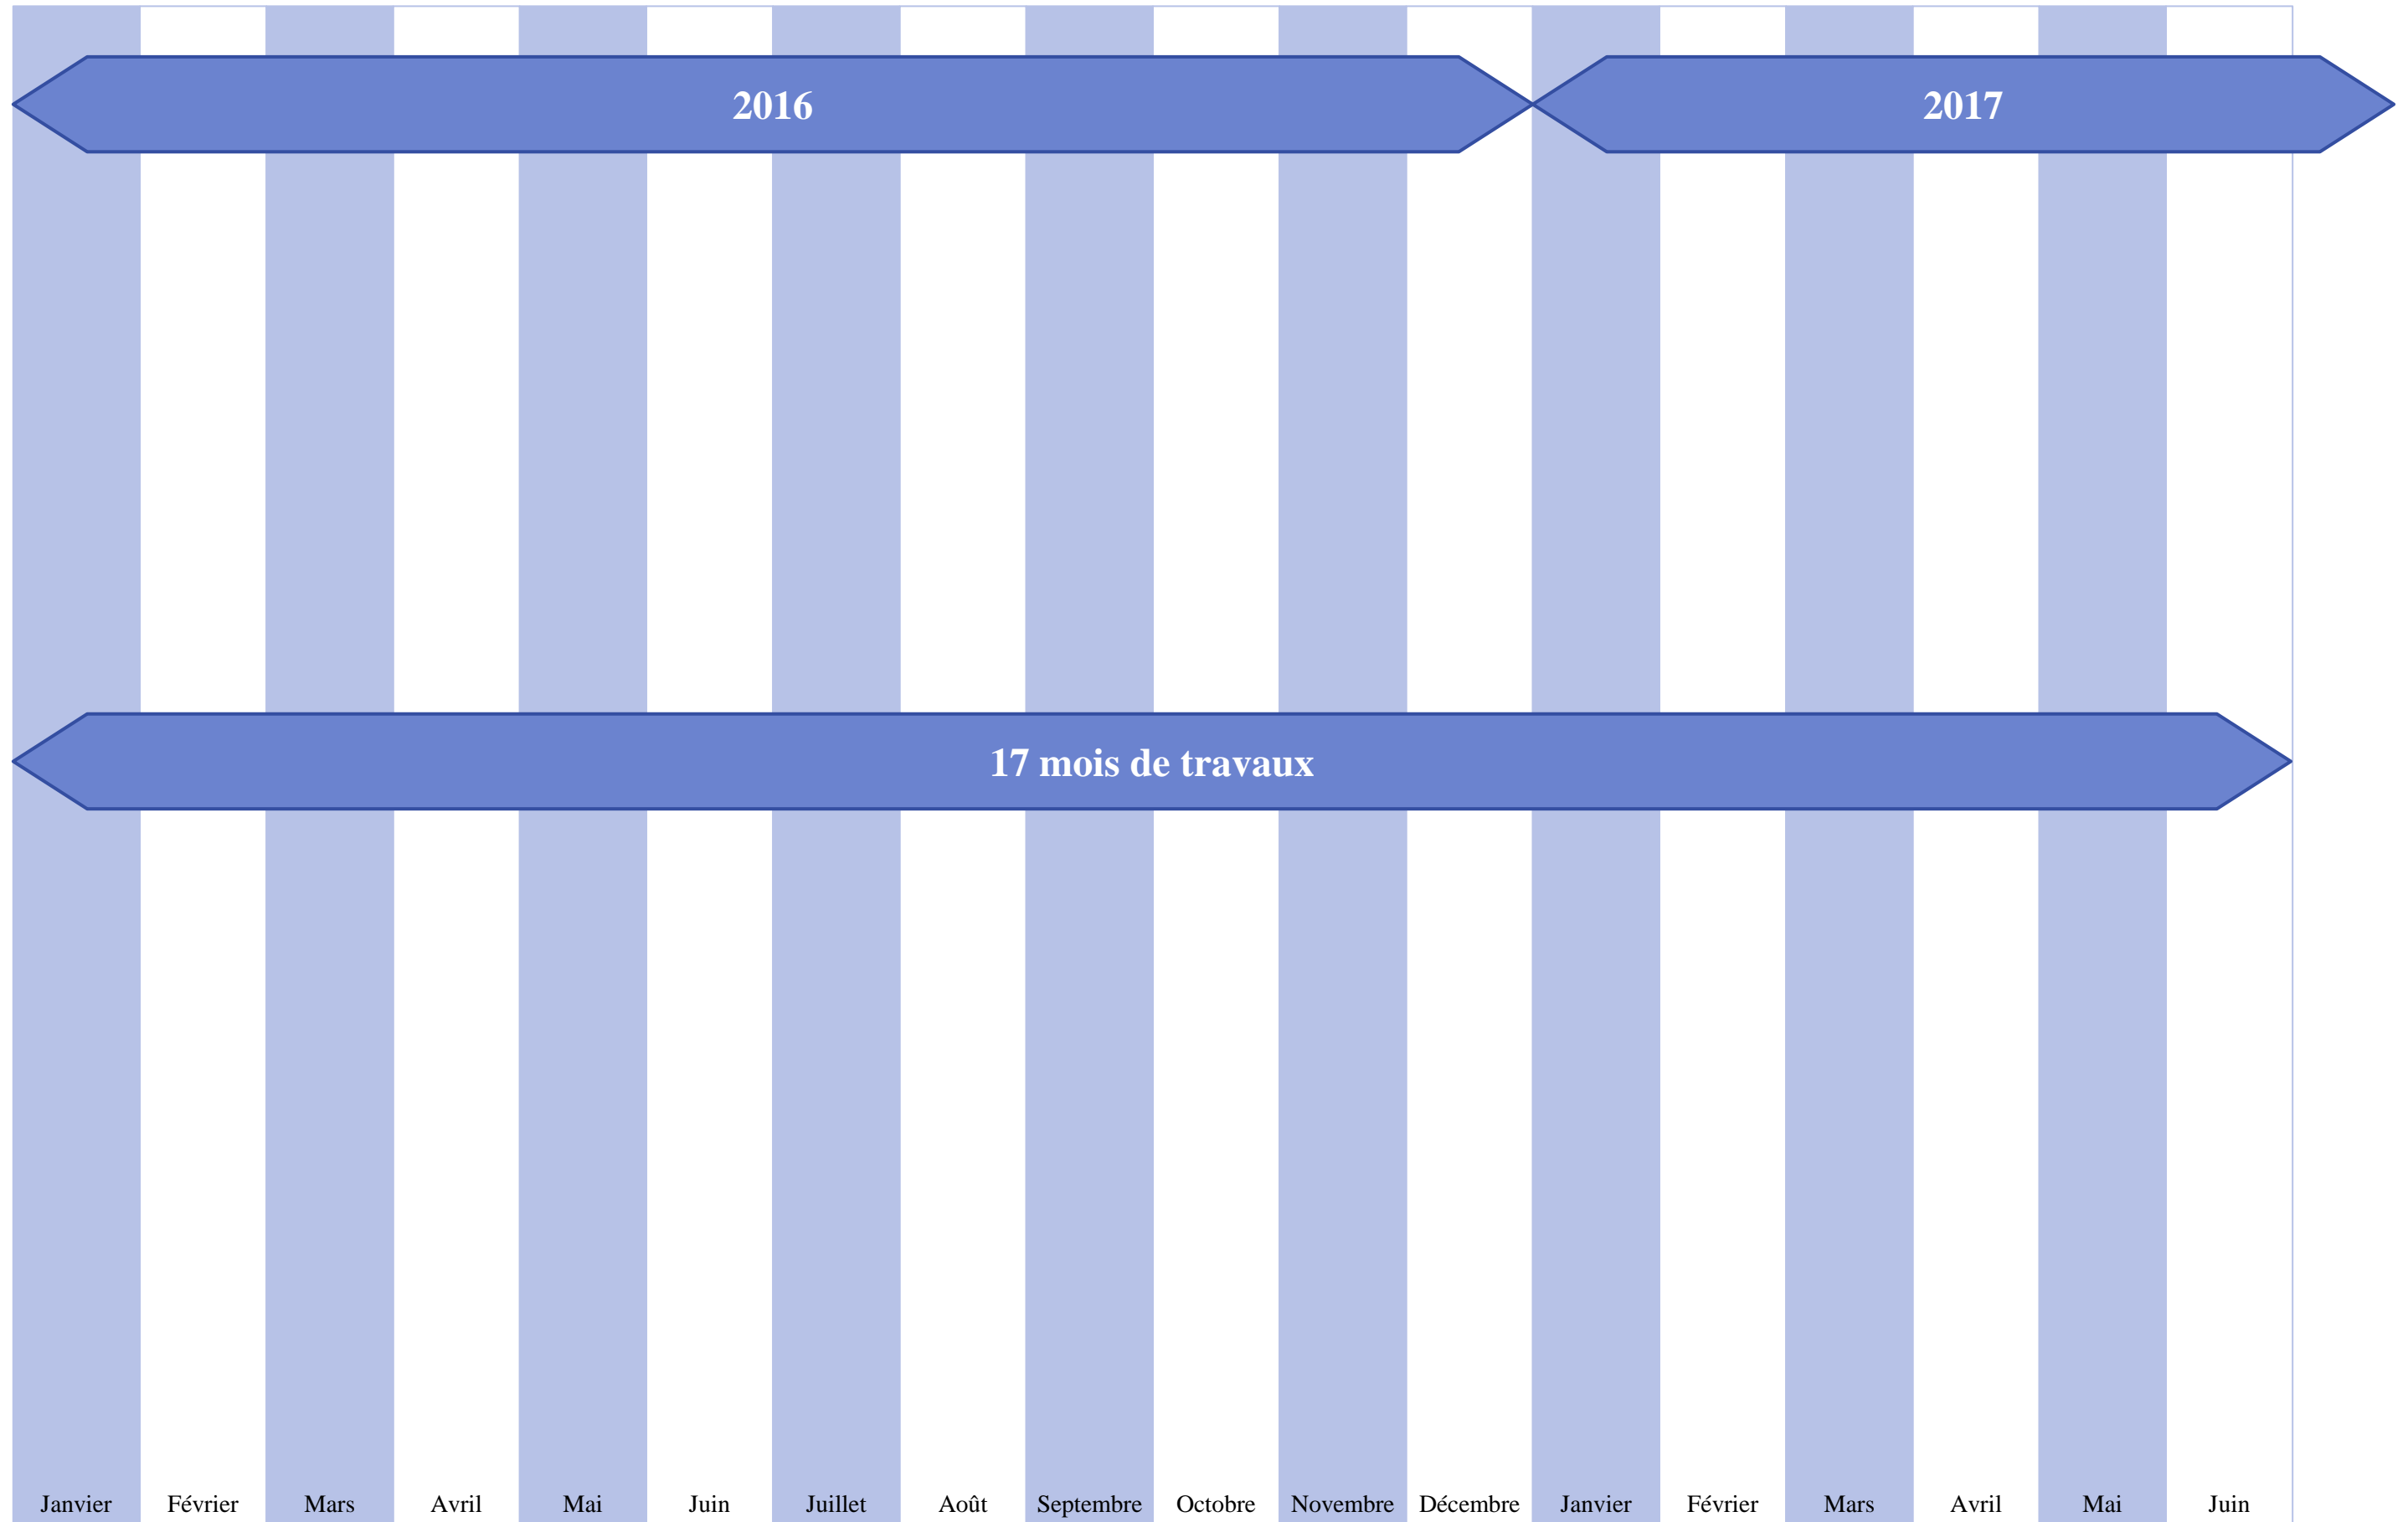 2016 2017
17 mois de travaux
Janvier Février Mars Avril Mai Juin Juillet Août Septembre Octobre Novembre Décembre Janvier Février Mars Avril Mai Juin